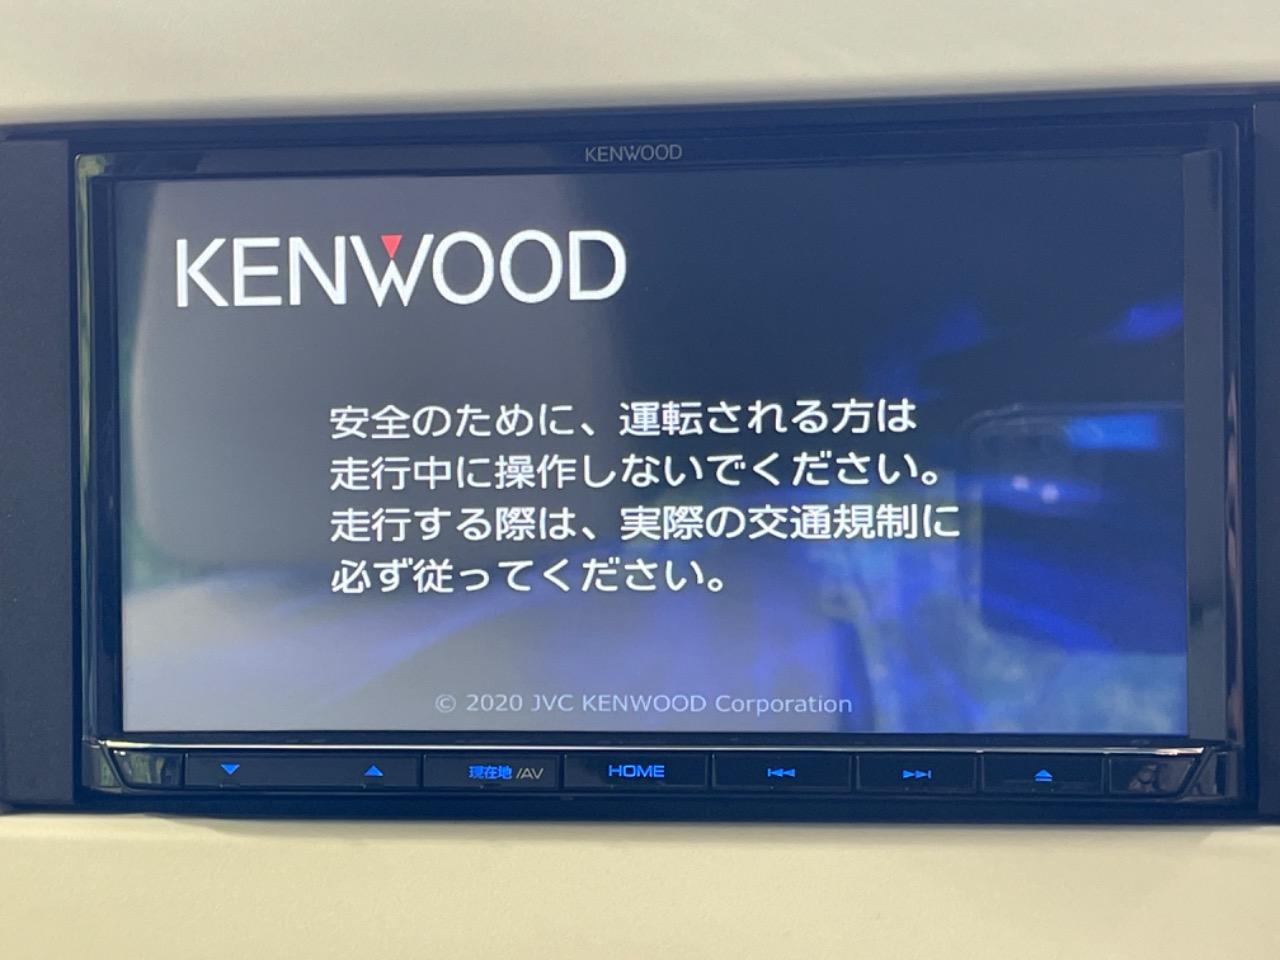 KENWOOD
KENWOOD
安全のために、運転される方は
走行中に操作しないでください。
走行する際は、実際の交通規制に
必ず従ってください。
© 2020 JVC KENWOOD Corporation
現在地/AV HOME